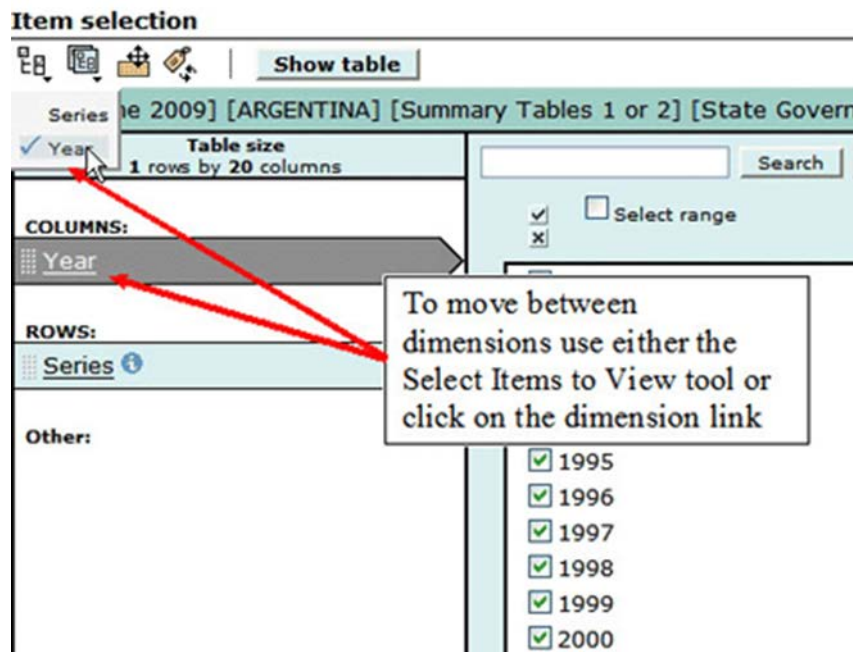 Item selection
Show table
Series
Year
ne 2009] [ARGENTINA] [Summary Tables 1 or 2] [State Govern
Table size
1 rows by 20 columns
Search
Select range
COLUMNS:
Year
To move between
dimensions use either the
Select Items to View tool or
click on the dimension link
ROWS:
Series
Other:
1995
1996
1997
1998
1999
2000